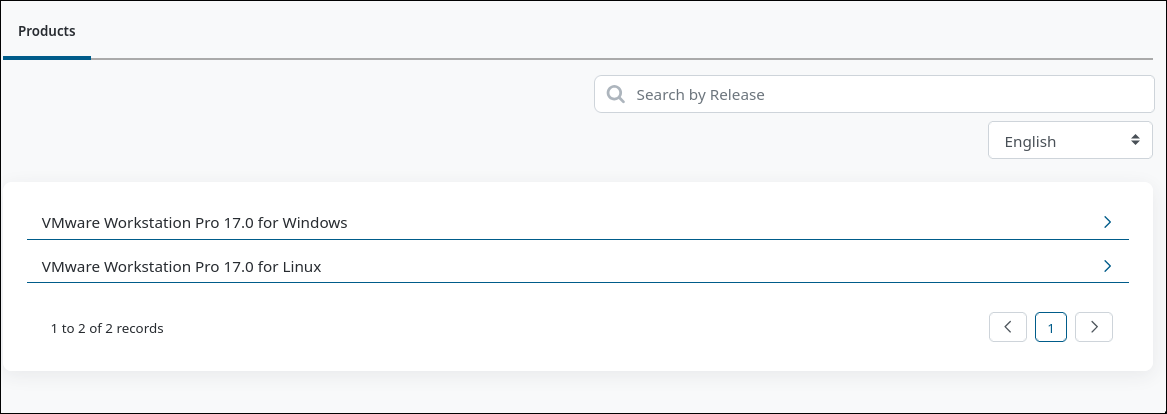 Products
Search by Release
English
VMware Workstation Pro 17.0 for Windows
VMware Workstation Pro 17.0 for Linux
1 to 2 of 2 records
1